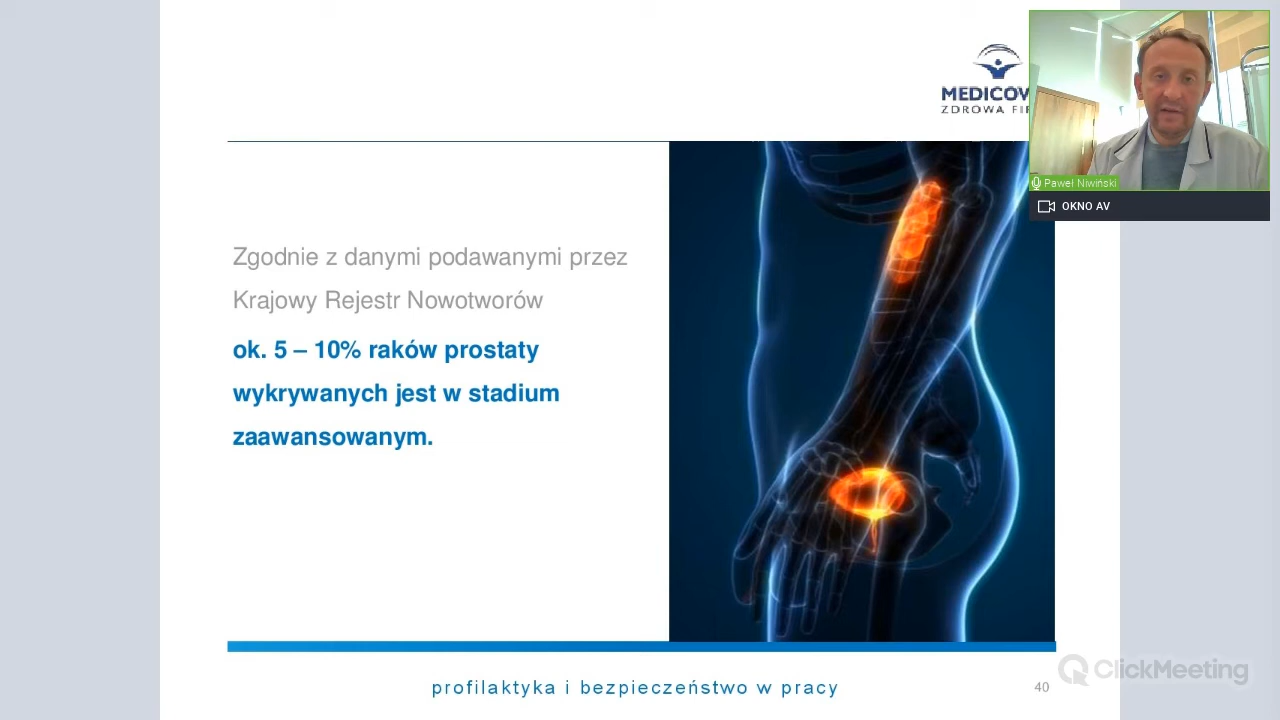 MEDICOV
ZDROWA FI
Paweł Niwiński
OKNO AV
Zgodnie z danymi podawanymi przez
Krajowy Rejestr Nowotworów
ok. 5 – 10% raków prostaty
wykrywanych jest w stadium
zaawansowanym.
profilaktyka i bezpieczeństwo w pracy
40
ClickMeeting